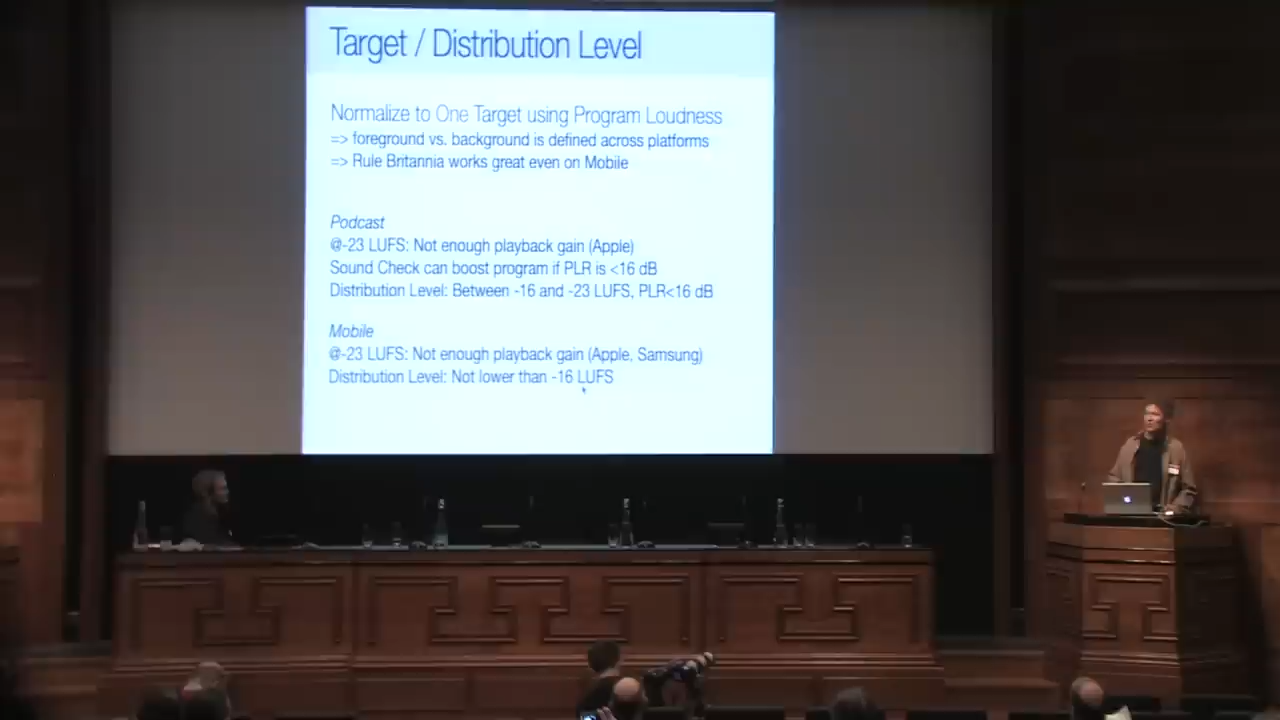 Target / Distribution Level
Normalize to One Target using Program Loudness
=> foreground vs. background is defined across platforms
=> Rule Britannia works great even on Mobile
Podcast
@-23 LUFS: Not enough playback gain (Apple)
Sound Check can boost program if PLR is <16 dB
Distribution Level: Between -16 and -23 LUFS, PLR<16 dB
Mobile
@-23 LUFS: Not enough playback gain (Apple, Samsung)
Distribution Level: Not lower than -16 LUFS